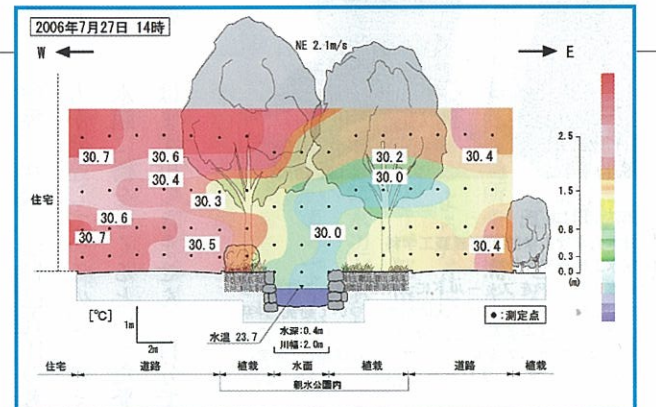 2006年7月27日 14時
W
NE 2.1m/s
E
30.7
30.6
30.4
30.3
30.6
30.7
30.5
30.0
30.2
30.0
30.4
30.4
住宅
2.5
1.5
0.8
0.3
0.0
(m)
[℃]
1m
2m
水温 23.7
水深:0.4m
川幅:2.0m
●:測定点
住宅
道路
植栽
水面
植栽
道路
植栽
親水公園内